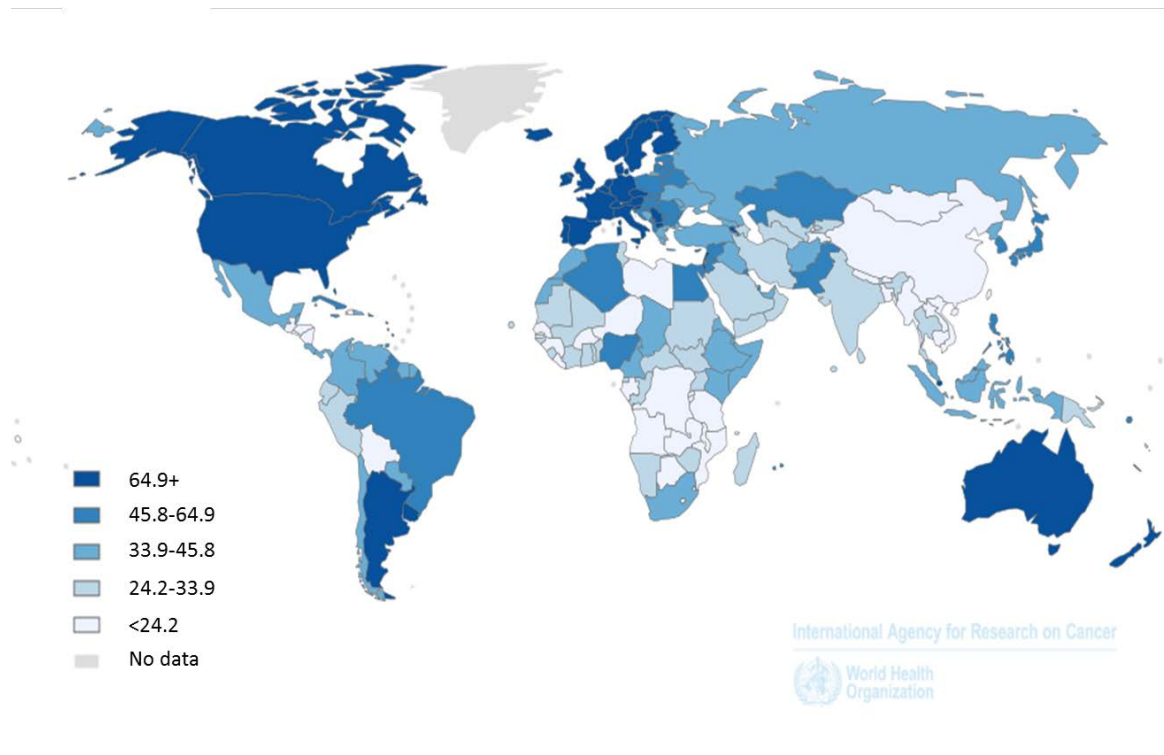 64.9+
45.8-64.9
33.9-45.8
24.2-33.9
<24.2
No data
International Agency for Research on Cancer
World Health
Organization